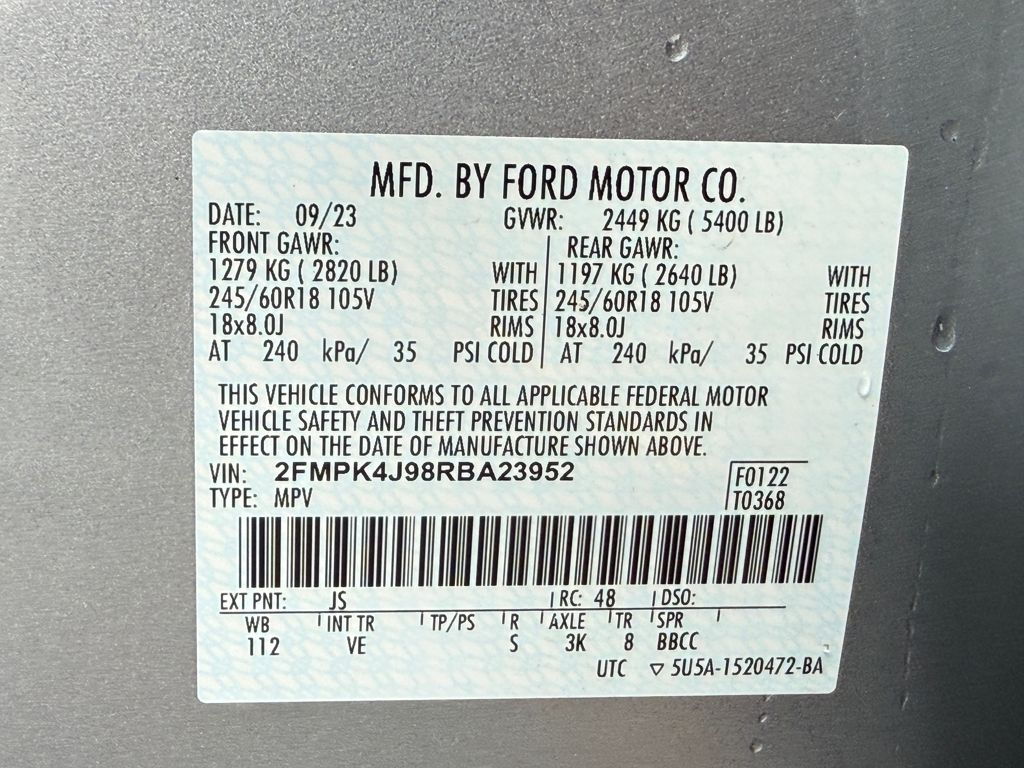 MFD. BY FORD MOTOR CO.
DATE: 09/23 GVWR: 2449 KG ( 5400 LB)
FRONT GAWR: REAR GAWR:
1279 KG ( 2820 LB) WITH 1197 KG ( 2640 LB) WITH
245/60R18 105V TIRES 245/60R18 105V TIRES
18x8.0J RIMS 18x8.0J RIMS
AT 240 kPa/ 35 PSI COLD AT 240 kPa/ 35 PSI COLD
THIS VEHICLE CONFORMS TO ALL APPLICABLE FEDERAL MOTOR
VEHICLE SAFETY AND THEFT PREVENTION STANDARDS IN
EFFECT ON THE DATE OF MANUFACTURE SHOWN ABOVE.
VIN: 2FMPK4J98RBA23952 F0122
TYPE: MPV T0368
EXT PNT: JS RC: 48 DSO:
WB INT TR TP/PS R AXLE TR SPR
112 VE S 3K 8 BBCC
UTC ▽ 5U5A-1520472-BA